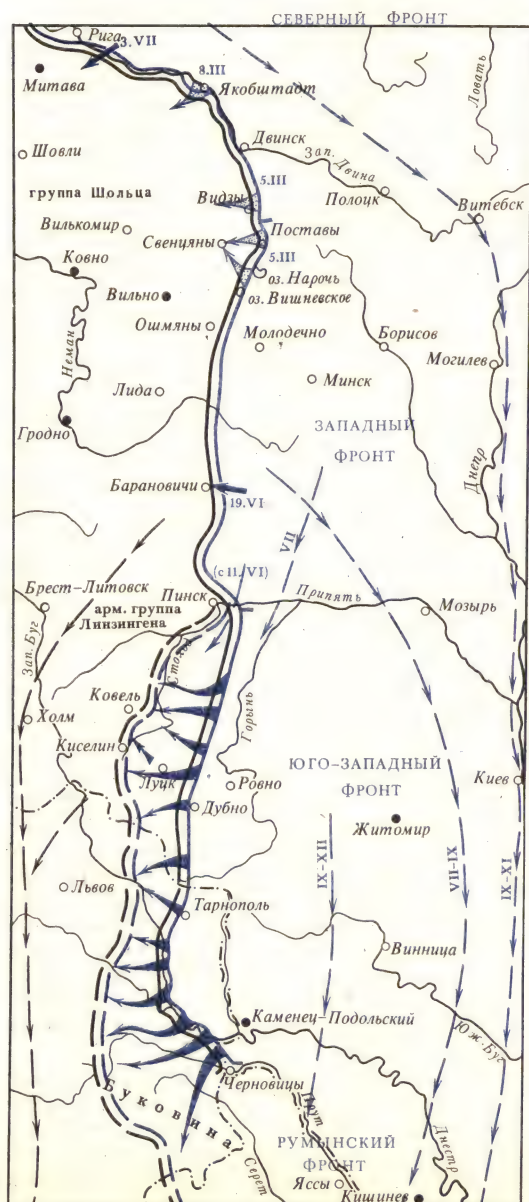 СЕВЕРНЫЙ ФРОНТ
Рига
3.VII
Митава
8.III
Якобштадт
Ловать
Шовли
Двинск
Зап. Двина
группа Шольца
5.III
Видзы
Полоцк
Витебск
Вилькомир
Поставы
Свенцяны
Ковно
5.III
оз. Нарочь
Вильно
оз. Вишневское
Ошмяны
Молодечно
Борисов
Неман
Могилев
Лида
Минск
Гродно
ЗАПАДНЫЙ
ФРОНТ
Днепр
Барановичи
19.VI
VII
(с 11.VI)
Брест-Литовск
Пинск
Припять
Мозырь
арм. группа
Линзингена
Зап. Буг
Стоход
Ковель
Горынь
Холм
Киселин
ЮГО-ЗАПАДНЫЙ
ФРОНТ
Луцк
Ровно
Киев
Дубно
Житомир
IX-XII
VII-IX
IX-XI
Львов
Тарнополь
Винница
Каменец-Подольский
Юж. Буг
Черновицы
Буковина
Прут
Днестр
РУМЫНСКИЙ
ФРОНТ
Серет
Яссы
Кишинев